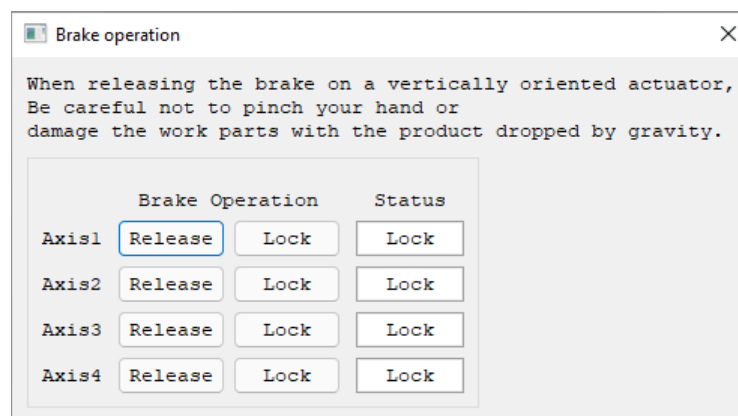 Brake operation
When releasing the brake on a vertically oriented actuator,
Be careful not to pinch your hand or
damage the work parts with the product dropped by gravity.
Brake Operation Status
Axis1 Release Lock Lock
Axis2 Release Lock Lock
Axis3 Release Lock Lock
Axis4 Release Lock Lock